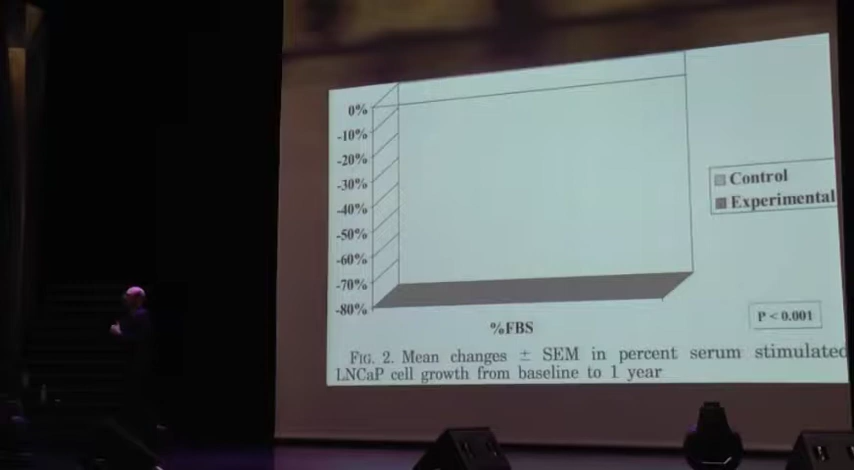 0%
-10%
-20%
-30%
-40%
-50%
-60%
-70%
-80%
Control
Experimental
%FBS
P < 0.001
FIG. 2. Mean changes ± SEM in percent serum stimulated
LNCaP cell growth from baseline to 1 year